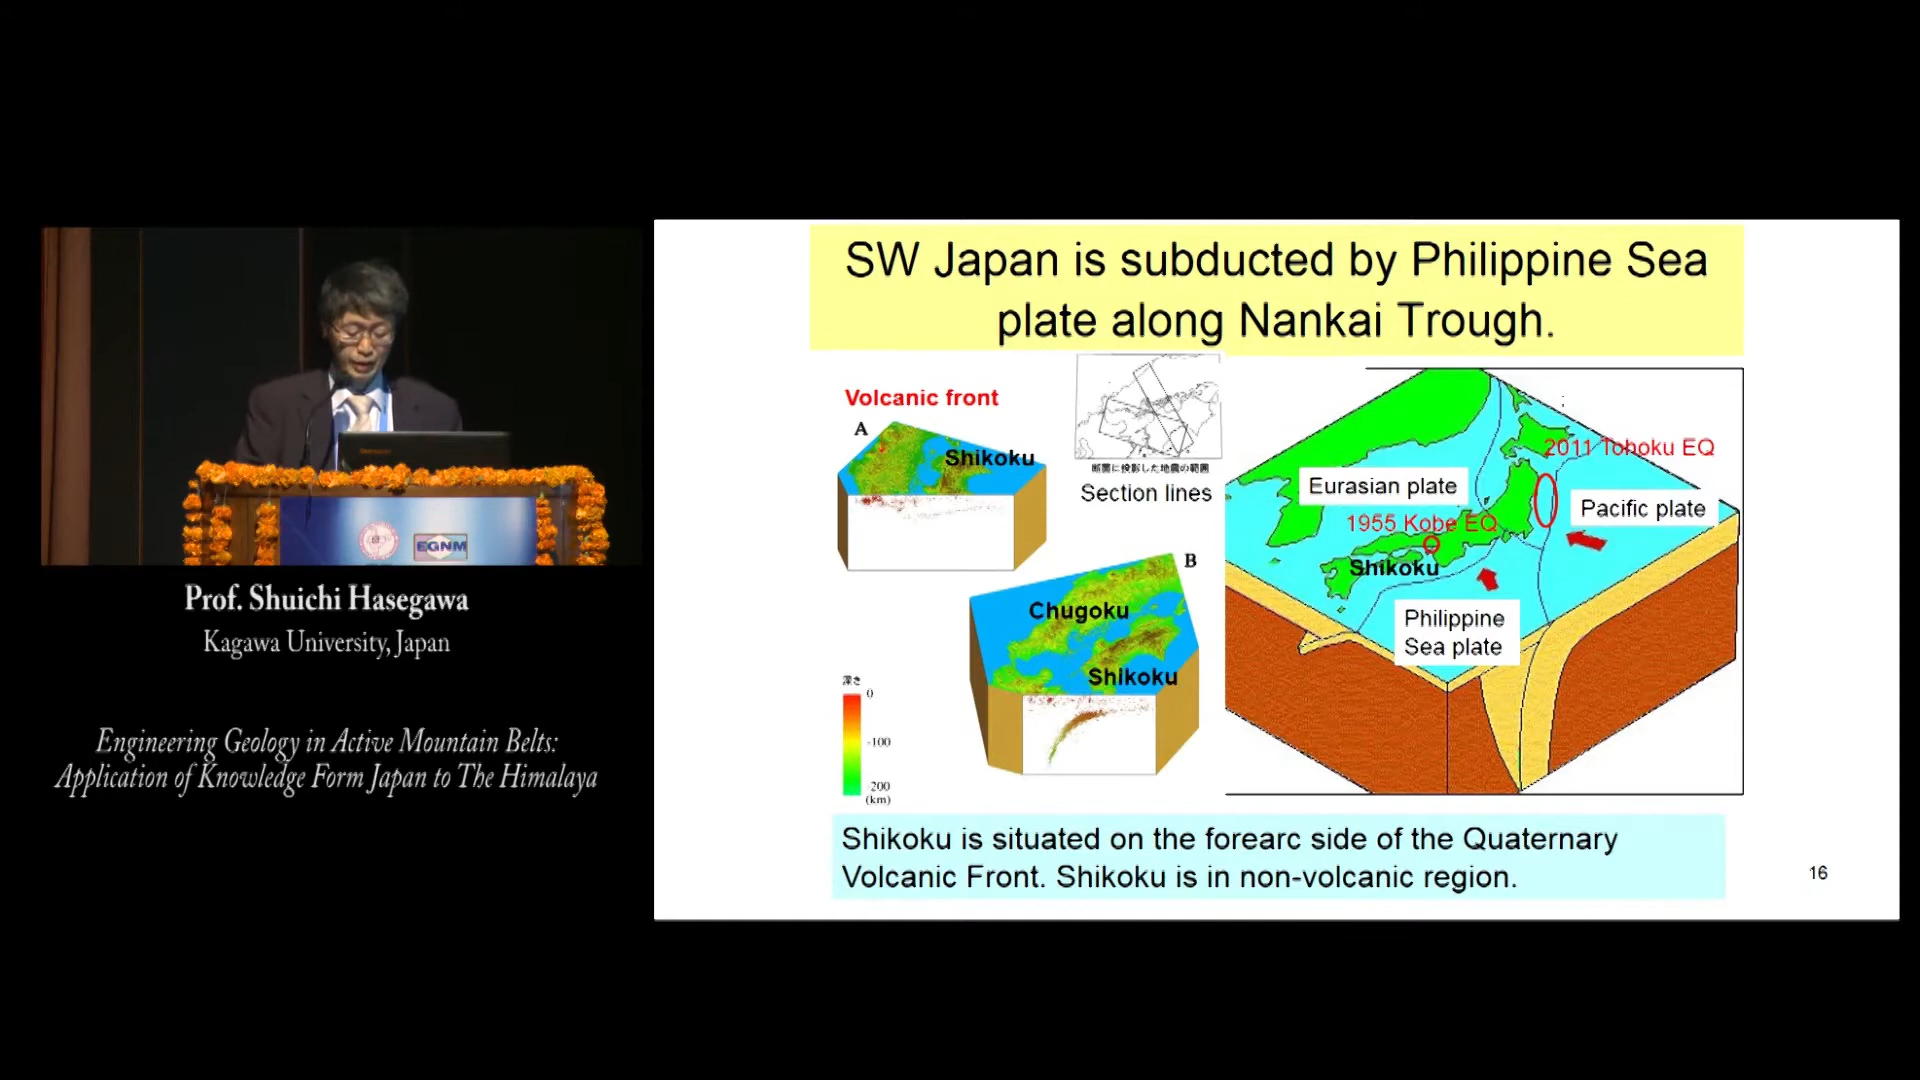 SW Japan is subducted by Philippine Sea
plate along Nankai Trough.
Volcanic front
A
Shikoku
断面に投影した地震の範囲
Section lines
B
Chugoku
Shikoku
深さ
0
-100
200
(km)
2011 Tohoku EQ
Eurasian plate
Pacific plate
1955 Kobe EQ
Shikoku
Philippine
Sea plate
Shikoku is situated on the forearc side of the Quaternary
Volcanic Front. Shikoku is in non-volcanic region.
16
EGNM
Prof. Shuichi Hasegawa
Kagawa University, Japan
Engineering Geology in Active Mountain Belts:
Application of Knowledge Form Japan to The Himalaya